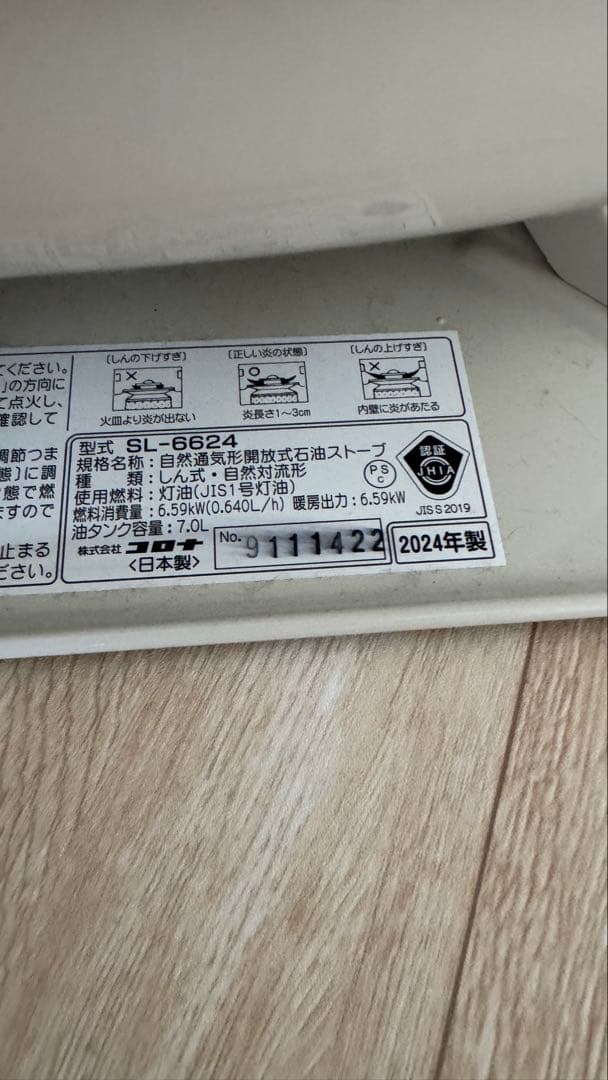 てください。
」の方向に
て点火し、
確認して
調節つま
態〕に調
態で燃
ますので
止まる
ださい。
〔しんの下げすぎ〕
火皿より炎が出ない
〔正しい炎の状態〕
炎長さ1〜3cm
〔しんの上げすぎ〕
内壁に炎があたる
型式 SL-6624
規格名称：自然通気形開放式石油ストーブ
種　類：しん式・自然対流形
使用燃料：灯油(JIS1号灯油)
燃料消費量：6.59kW(0.640L/h) 暖房出力：6.59kW
油タンク容量：7.0L
株式会社 コロナ
〈日本製〉
No. 9111422
2024年製
PS
C
認証
JHIA
JIS S 2019